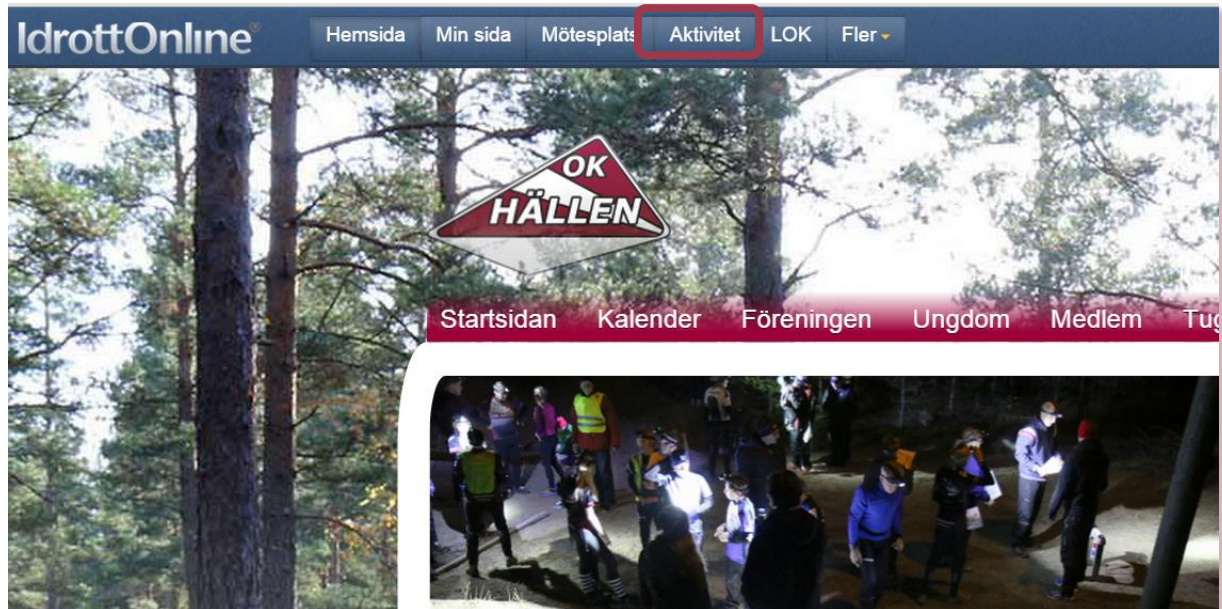 IdrottOnline® Hemsida Min sida Mötesplats Aktivitet LOK Fler
OK
HÄLLEN
Startsidan Kalender Föreningen Ungdom Medlem